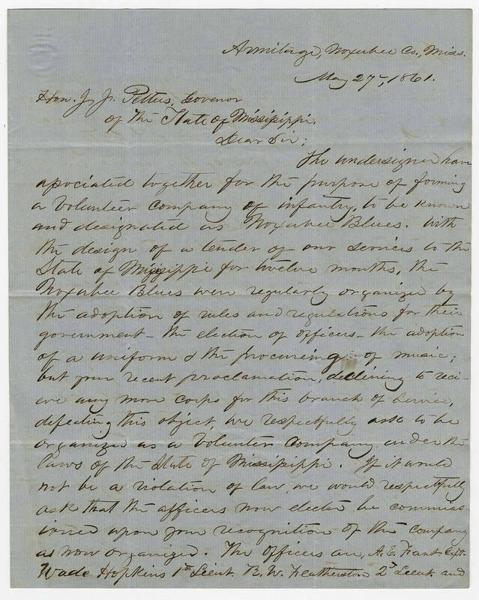 Armitage, Noxubee Co, Miss.
May 27, 1861.
Hon. J. J. Pettus, Govenor
of the State of Mississippi.
Dear Sir;
The undersigned have
associated together for the purpose of forming
a volunteer company of infantry, to be known
and designated as Noxubee Blues. With
the design of a tender of our services to the
State of Mississippi for twelve months, the
Noxubee Blues were regularly organized by
the adoption of rules and regulations for their
government - the election of officers - the adoption
of a uniform & the procuring of music;
but your recent proclamation, declining to rec-
ive any more corps for this branch of service,
defeating this object, we respectfully ask to be
organized as a Volunteer company under the
laws of the State of Mississippi. If it would
not be a violation of law, we would respectfully
ask that the officers now elected be commiss
ioned upon your recognition of this company
as now organized. The officers are, A. E. Capt.
Wade Hopkins 1st Lieut. B. W. Featherston 2d Lieut and